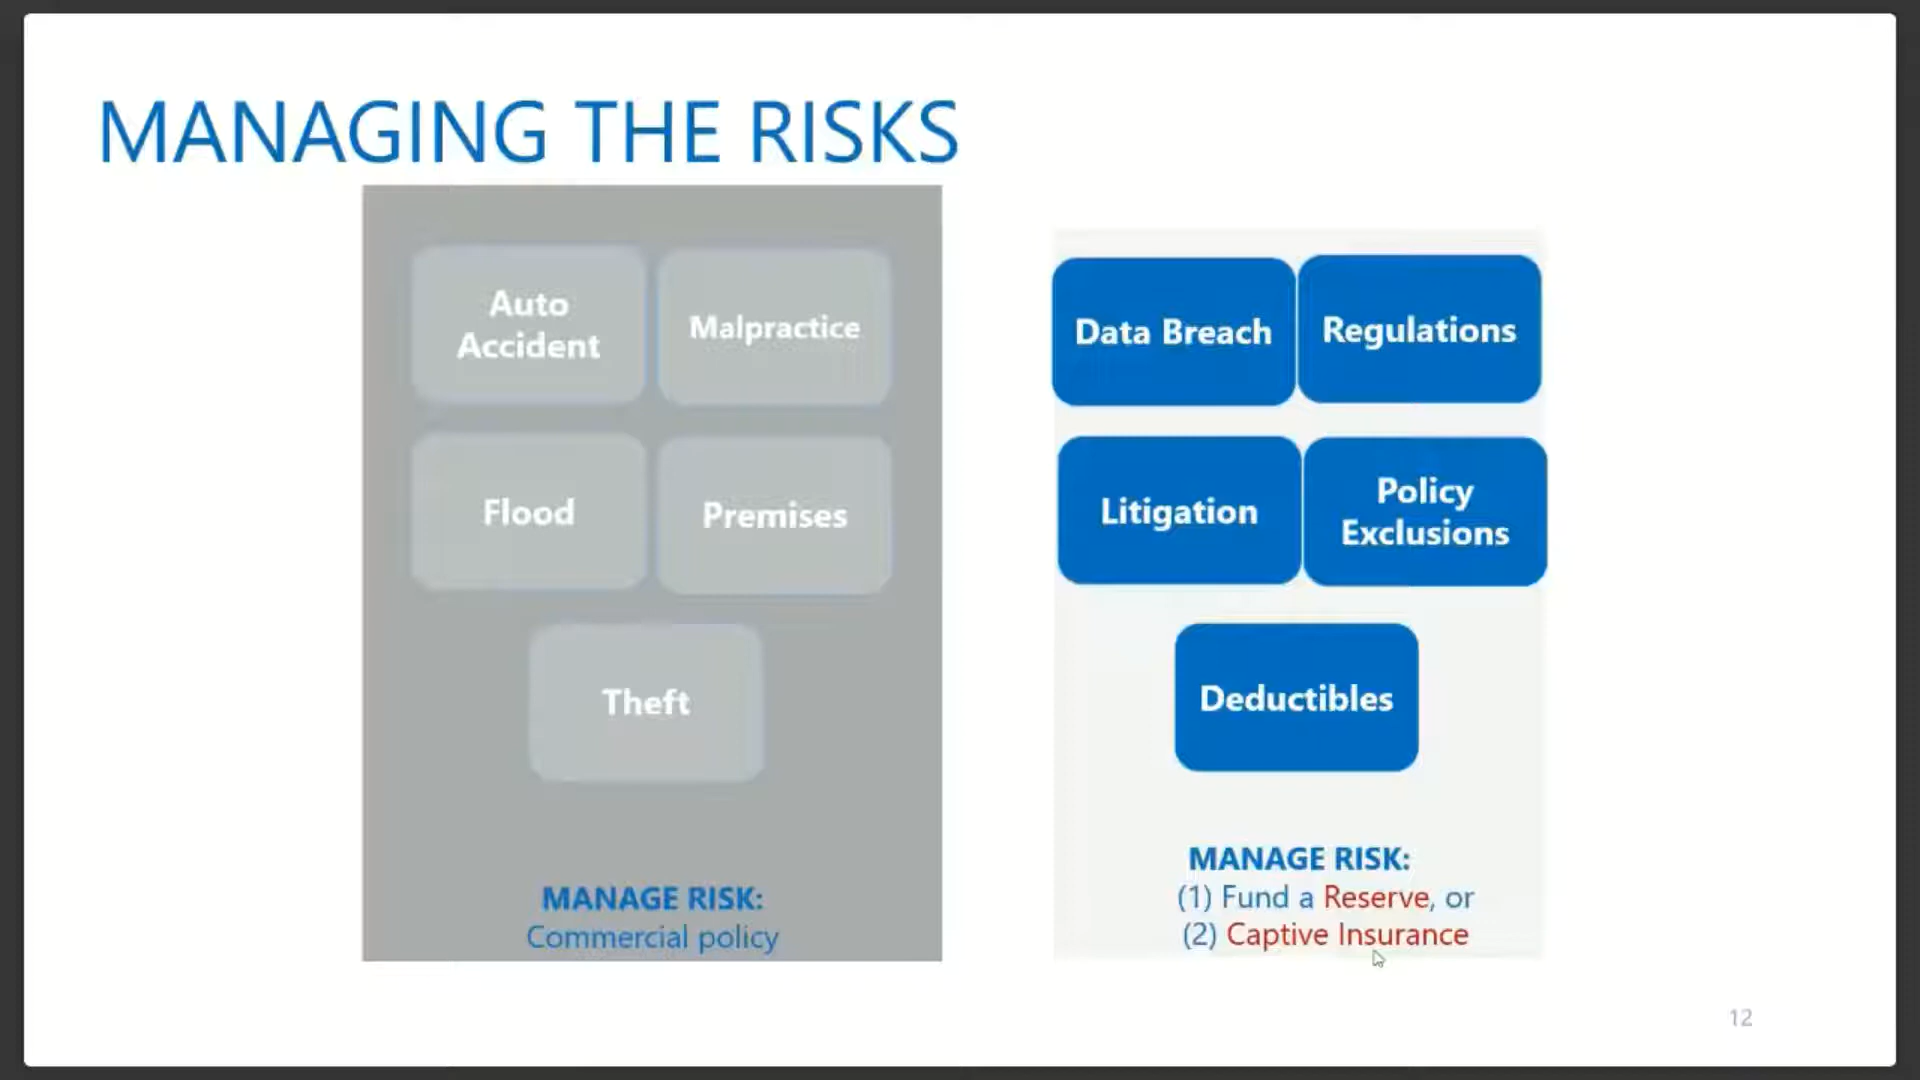 MANAGING THE RISKS
Auto
Accident
Malpractice
Flood
Premises
Theft
MANAGE RISK:
Commercial policy
Data Breach
Regulations
Litigation
Policy
Exclusions
Deductibles
MANAGE RISK:
(1) Fund a Reserve, or
(2) Captive Insurance
12